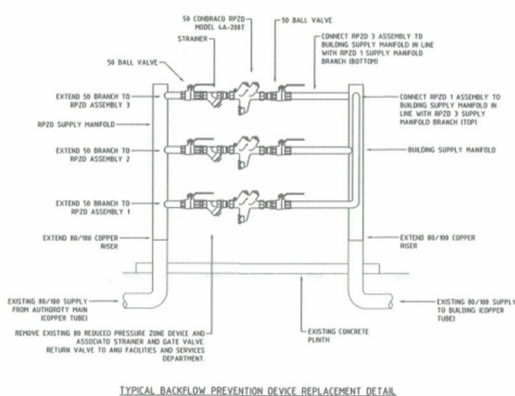 50 CONBRACO RPZD
MODEL 4A-208T
50 BALL VALVE
STRAINER
50 BALL VALVE
CONNECT RPZD 3 ASSEMBLY TO
BUILDING SUPPLY MANIFOLD IN LINE
WITH RPZD 1 SUPPLY MANIFOLD
BRANCH (BOTTOM)
EXTEND 50 BRANCH TO
RPZD ASSEMBLY 3
RPZD SUPPLY MANIFOLD
CONNECT RPZD 1 ASSEMBLY TO
BUILDING SUPPLY MANIFOLD IN
LINE WITH RPZD 3 SUPPLY
MANIFOLD BRANCH (TOP)
EXTEND 50 BRANCH TO
RPZD ASSEMBLY 2
BUILDING SUPPLY MANIFOLD
EXTEND 50 BRANCH TO
RPZD ASSEMBLY 1
EXTEND 80/100 COPPER
RISER
EXTEND 80/100 COPPER
RISER
EXISTING 80/100 SUPPLY
FROM AUTHOROTY MAIN
(COPPER TUBE)
EXISTING 80/100 SUPPLY
TO BUILDING (COPPER
TUBE)
REMOVE EXISTING 80 REDUCED PRESSURE ZONE DEVICE AND
ASSOCIATD STRAINER AND GATE VALVE.
RETURN VALVE TO ANU FACILITIES AND SERVICES
DEPARTMENT.
EXISTING CONCRETE
PLINTH
TYPICAL BACKFLOW PREVENTION DEVICE REPLACEMENT DETAIL